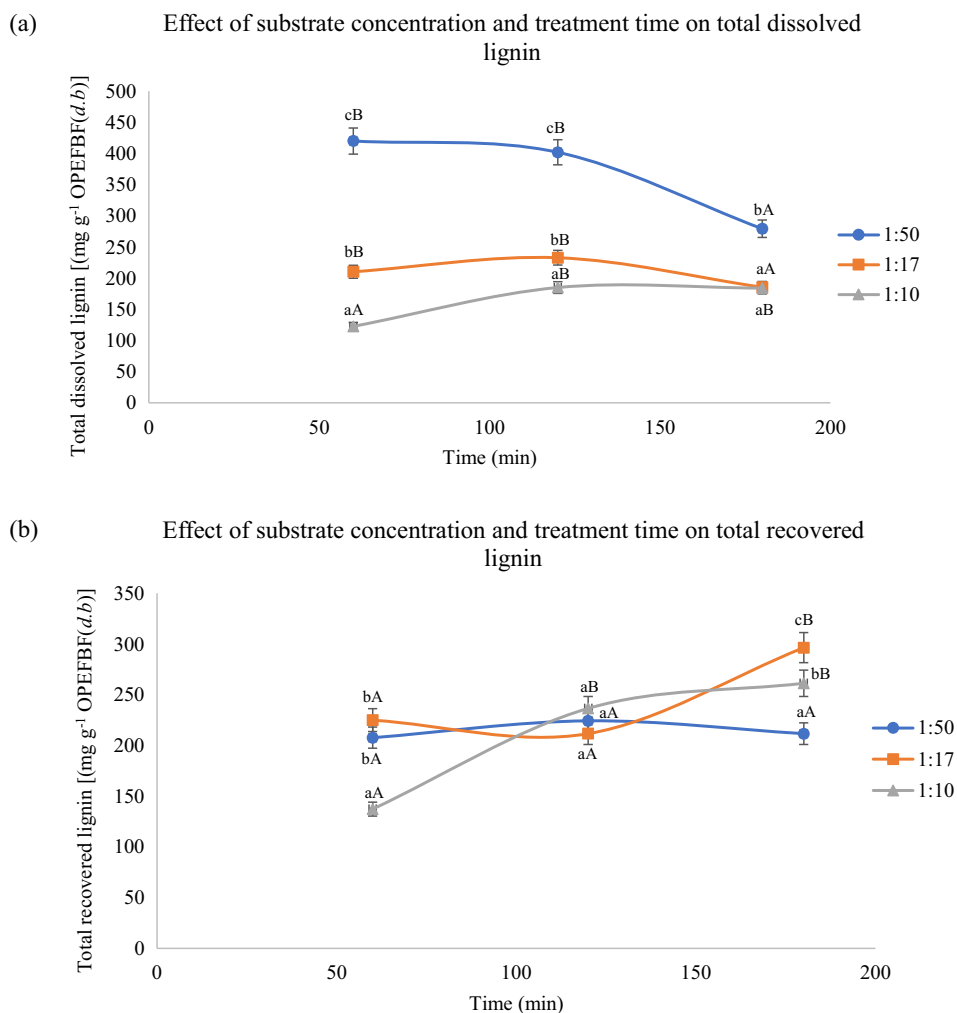 (a)
Effect of substrate concentration and treatment time on total dissolved
lignin
Total dissolved lignin [(mg g-1 OPEFBF(d.b)]
500
450
400
350
300
250
200
150
100
50
0
cB
cB
bA
bB
bB
aA
aA
aB
aB
1:50
1:17
1:10
0
50
100
150
200
Time (min)
(b)
Effect of substrate concentration and treatment time on total recovered
lignin
Total recovered lignin [(mg g-1 OPEFBF(d.b)]
350
300
250
200
150
100
50
0
cB
bB
bA
aB
aA
aA
bA
aA
aA
1:50
1:17
1:10
0
50
100
150
200
Time (min)